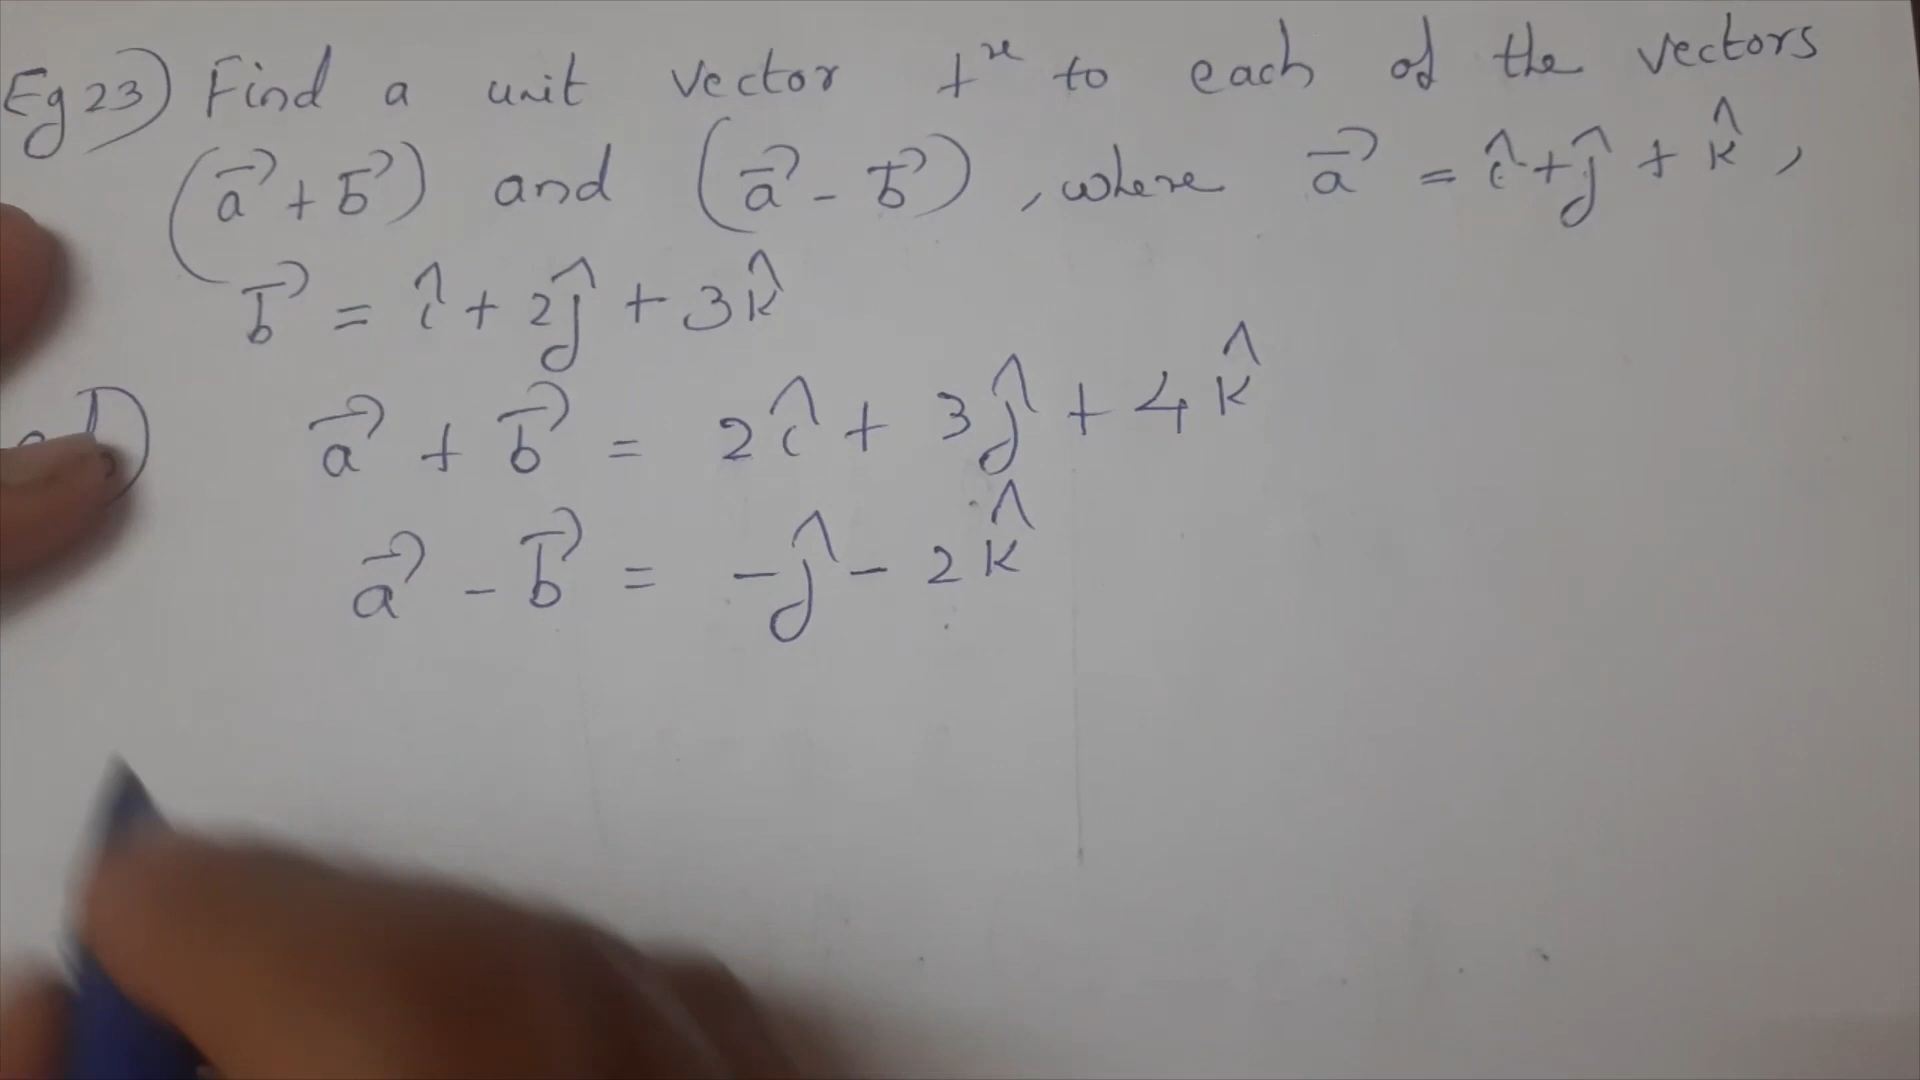 Eg 23) Find a unit vector ⊥ʳ to each of the vectors
(a⃗ + b⃗) and (a⃗ - b⃗), where a⃗ = î + ĵ + k̂,
b⃗ = î + 2ĵ + 3k̂
a⃗ + b⃗ = 2î + 3ĵ + 4k̂
a⃗ - b⃗ = -ĵ - 2k̂